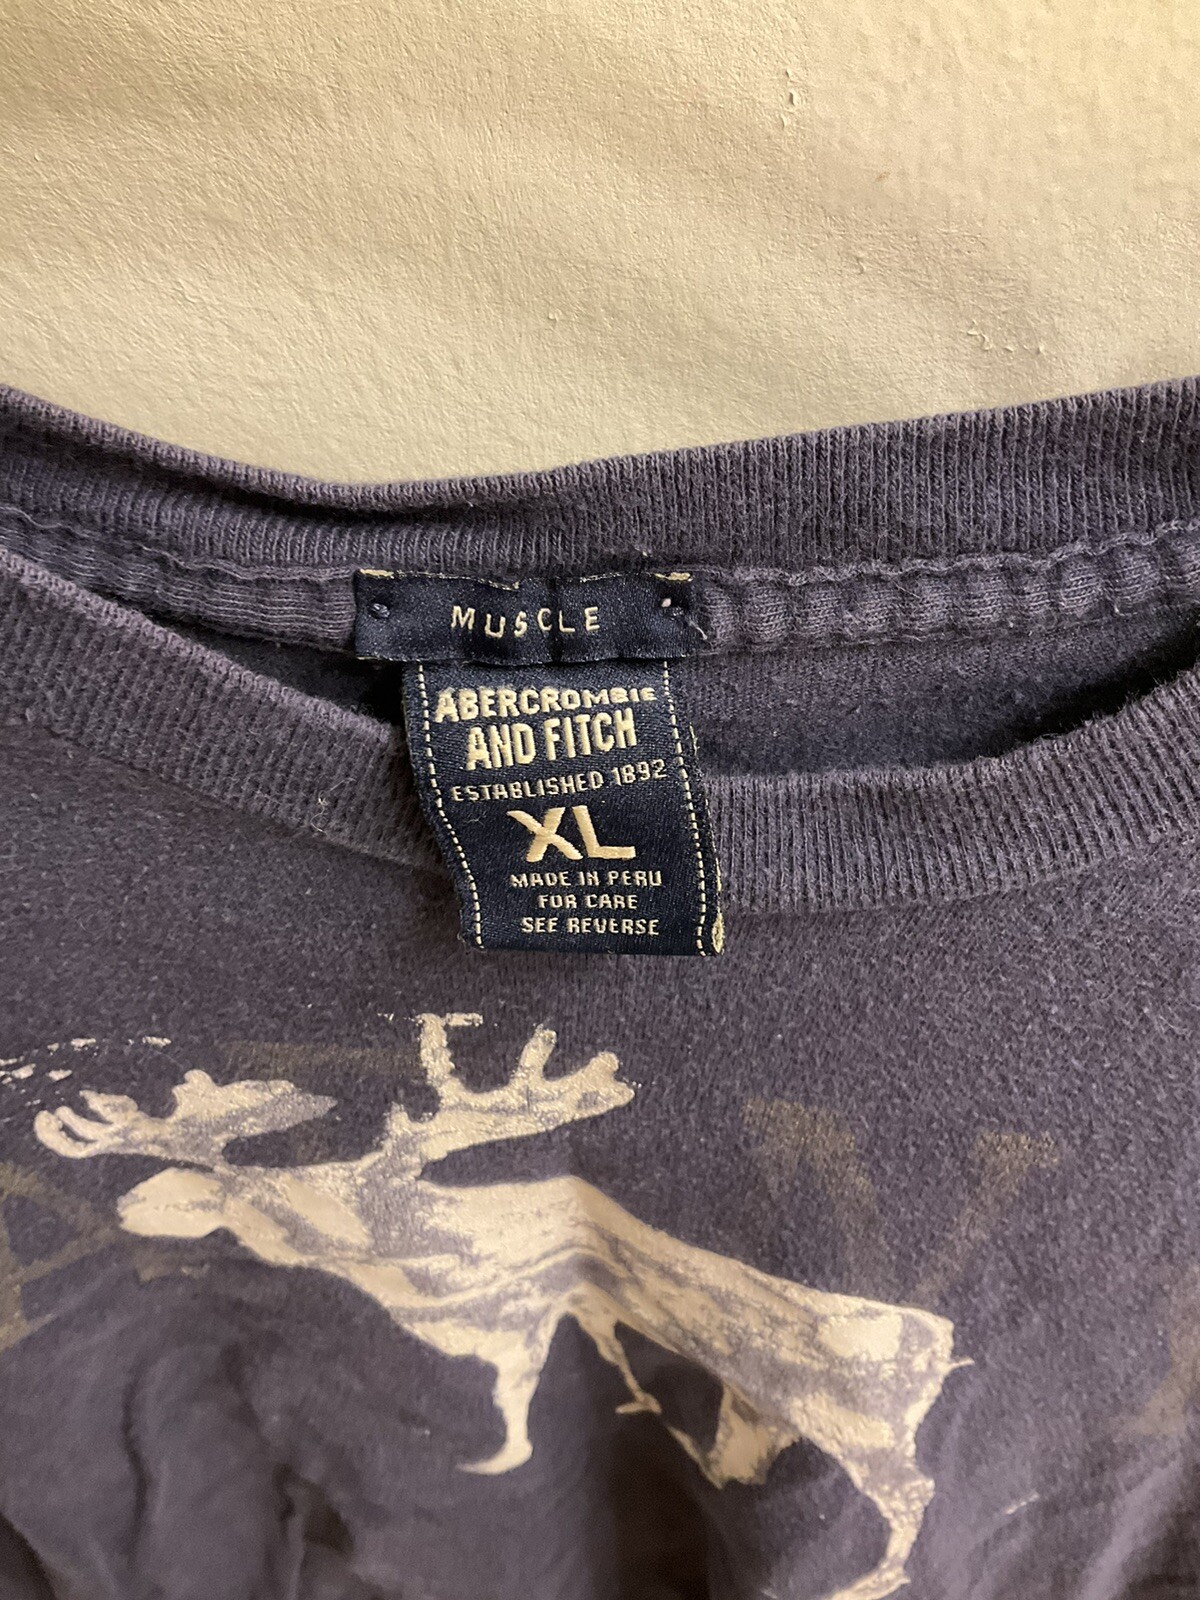 MUSCLE
ABERCROMBIE
AND FITCH
ESTABLISHED 1892
XL
MADE IN PERU
FOR CARE
SEE REVERSE